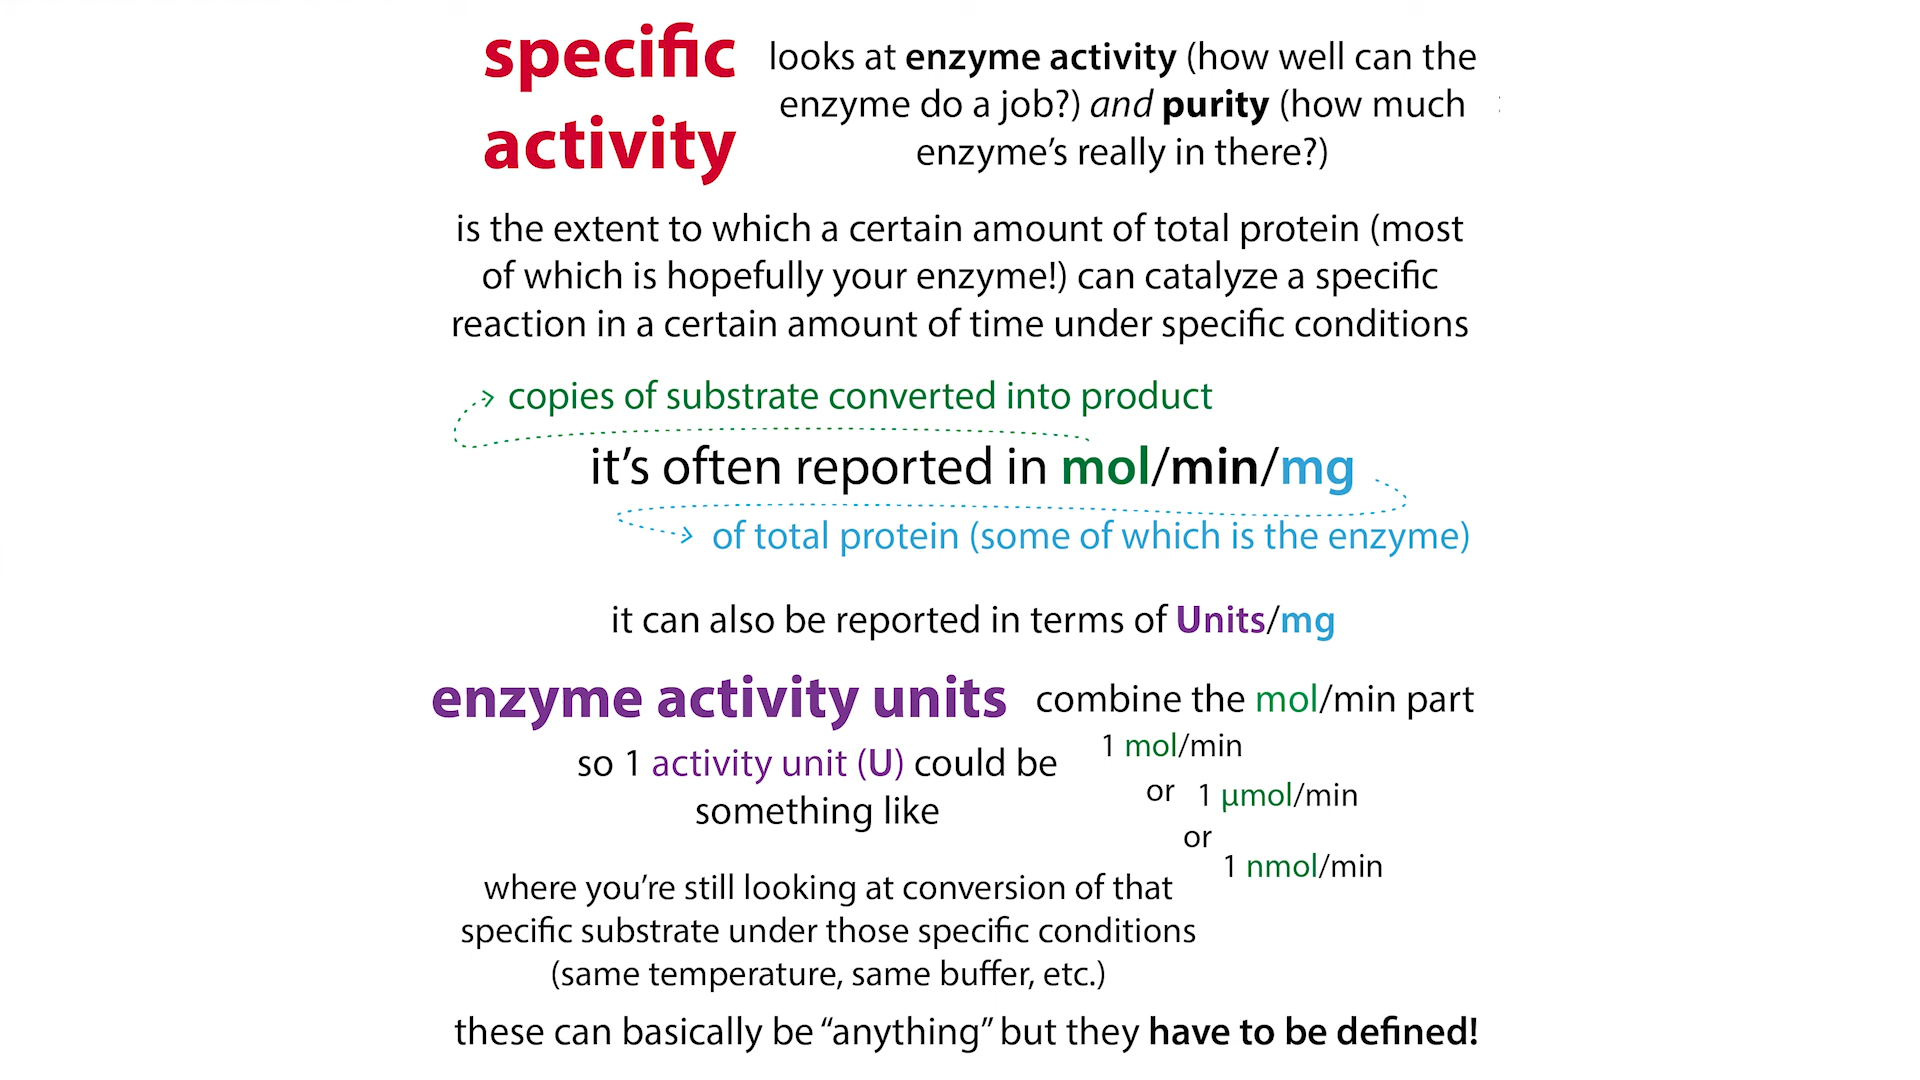 specific
activity
looks at enzyme activity (how well can the
enzyme do a job?) and purity (how much
enzyme’s really in there?)
is the extent to which a certain amount of total protein (most
of which is hopefully your enzyme!) can catalyze a specific
reaction in a certain amount of time under specific conditions
copies of substrate converted into product
it’s often reported in mol/min/mg
of total protein (some of which is the enzyme)
it can also be reported in terms of Units/mg
enzyme activity units combine the mol/min part
so 1 activity unit (U) could be
something like
1 mol/min
or 1 µmol/min
or
1 nmol/min
where you’re still looking at conversion of that
specific substrate under those specific conditions
(same temperature, same buffer, etc.)
these can basically be “anything” but they have to be defined!